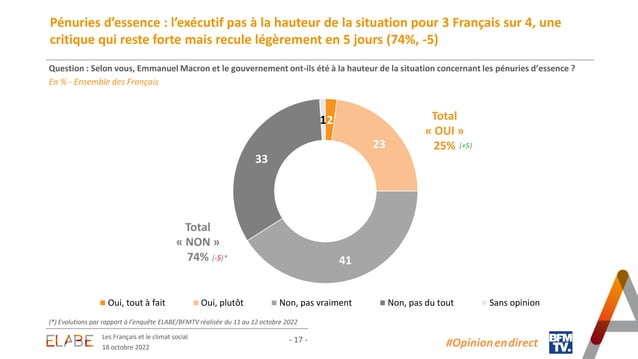 Pénuries d’essence : l’exécutif pas à la hauteur de la situation pour 3 Français sur 4, une
critique qui reste forte mais recule légèrement en 5 jours (74%, -5)
Question : Selon vous, Emmanuel Macron et le gouvernement ont-ils été à la hauteur de la situation concernant les pénuries d’essence ?
En % - Ensemble des Français
1
2
23
Total
« OUI »
25% (+5)
33
Total
« NON »
74% (-5)*
41
Oui, tout à fait
Oui, plutôt
Non, pas vraiment
Non, pas du tout
Sans opinion
(*) Evolutions par rapport à l’enquête ELABE/BFMTV réalisée du 11 au 12 octobre 2022
ELABE
Les Français et le climat social
18 octobre 2022
- 17 -
#Opinionendirect
BFM
TV.